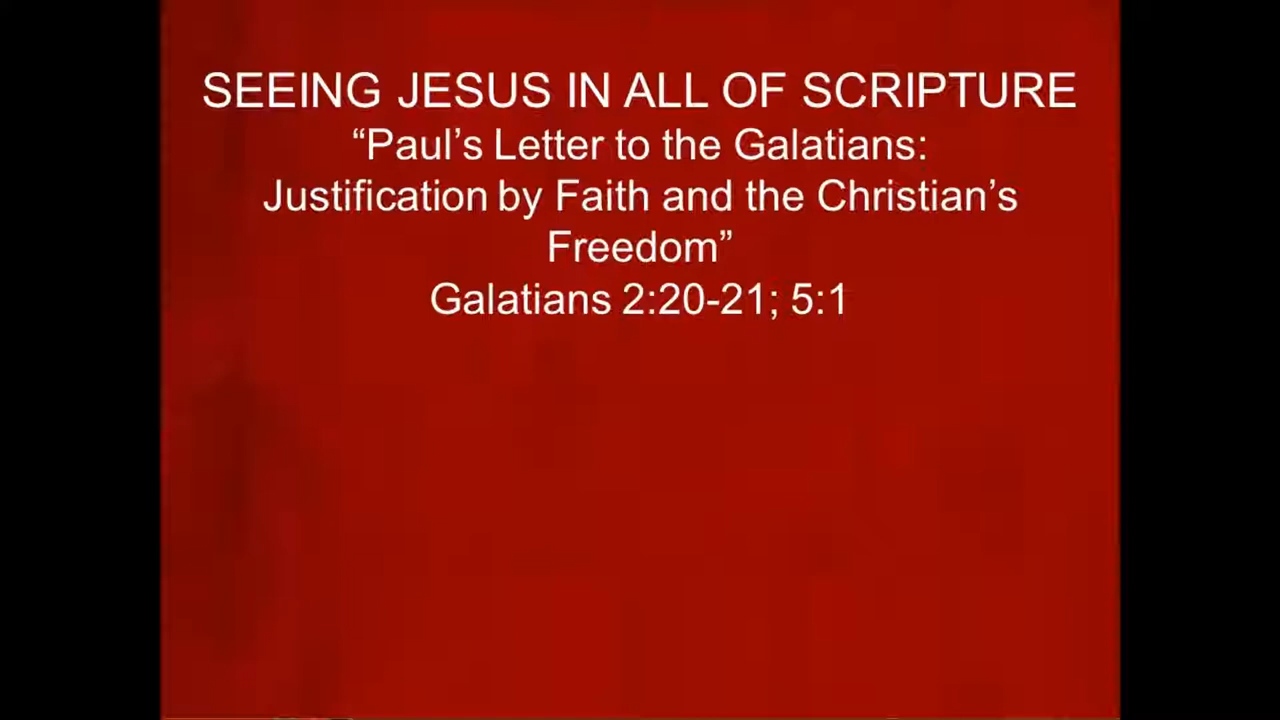 SEEING JESUS IN ALL OF SCRIPTURE
“Paul’s Letter to the Galatians:
Justification by Faith and the Christian’s
Freedom”
Galatians 2:20-21; 5:1